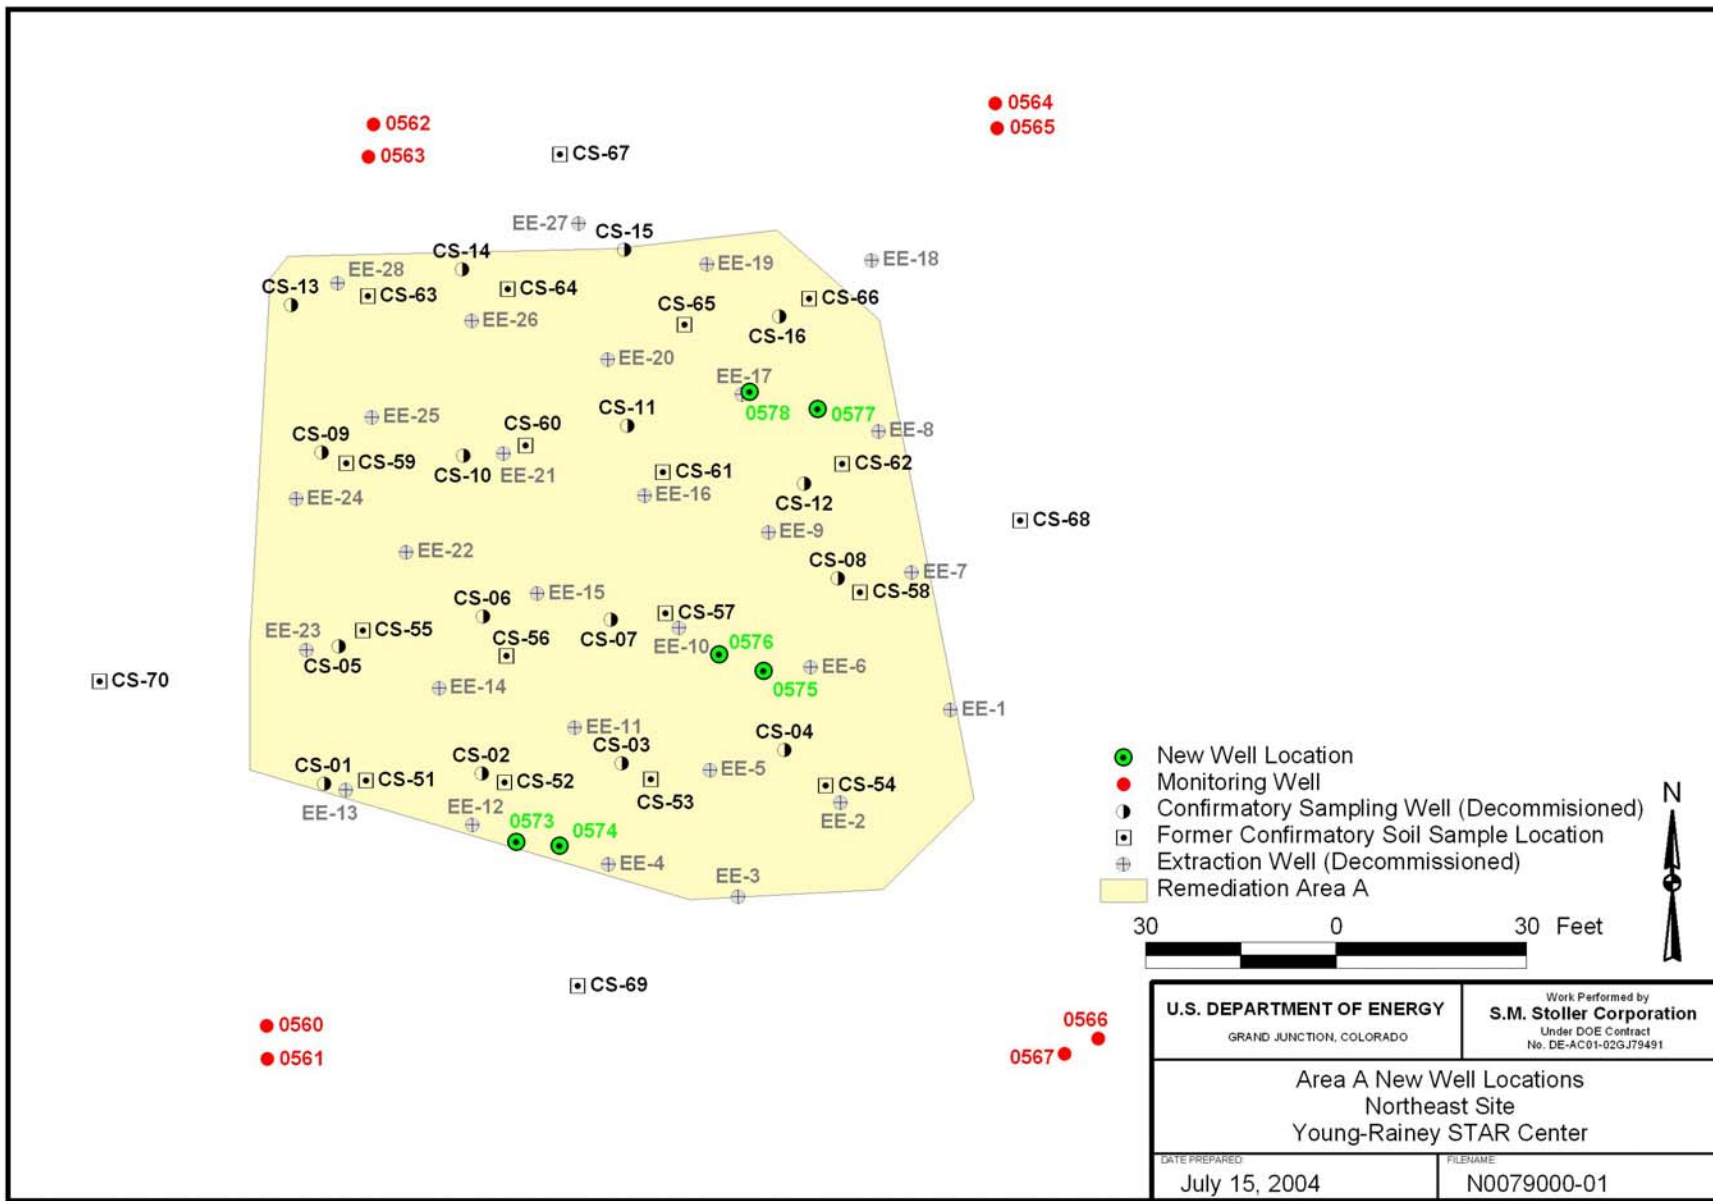 0562
0563
0564
0565
CS-67
EE-27
CS-15
CS-14
EE-19
EE-18
EE-28
CS-13
CS-63
CS-64
CS-65
CS-66
EE-26
CS-16
EE-20
EE-17
0578
0577
EE-25
CS-11
CS-60
EE-8
CS-09
CS-59
CS-10
EE-21
CS-61
CS-62
EE-24
EE-16
CS-12
CS-68
EE-9
EE-22
CS-08
EE-7
CS-58
EE-15
CS-06
CS-57
EE-23
CS-55
CS-56
CS-07
EE-10
0576
CS-05
EE-6
CS-70
EE-14
0575
EE-1
EE-11
CS-03
CS-04
CS-01
CS-51
CS-02
CS-52
EE-5
CS-53
CS-54
EE-13
EE-12
0573
0574
EE-2
EE-4
EE-3
CS-69
0560
0561
0566
0567
New Well Location
Monitoring Well
Confirmatory Sampling Well (Decommisioned)
Former Confirmatory Soil Sample Location
Extraction Well (Decommissioned)
Remediation Area A
N
30 0 30 Feet
U.S. DEPARTMENT OF ENERGY
GRAND JUNCTION, COLORADO
Work Performed by
S.M. Stoller Corporation
Under DOE Contract
No. DE-AC01-02GJ79491
Area A New Well Locations
Northeast Site
Young-Rainey STAR Center
DATE PREPARED:
July 15, 2004
FILENAME:
N0079000-01